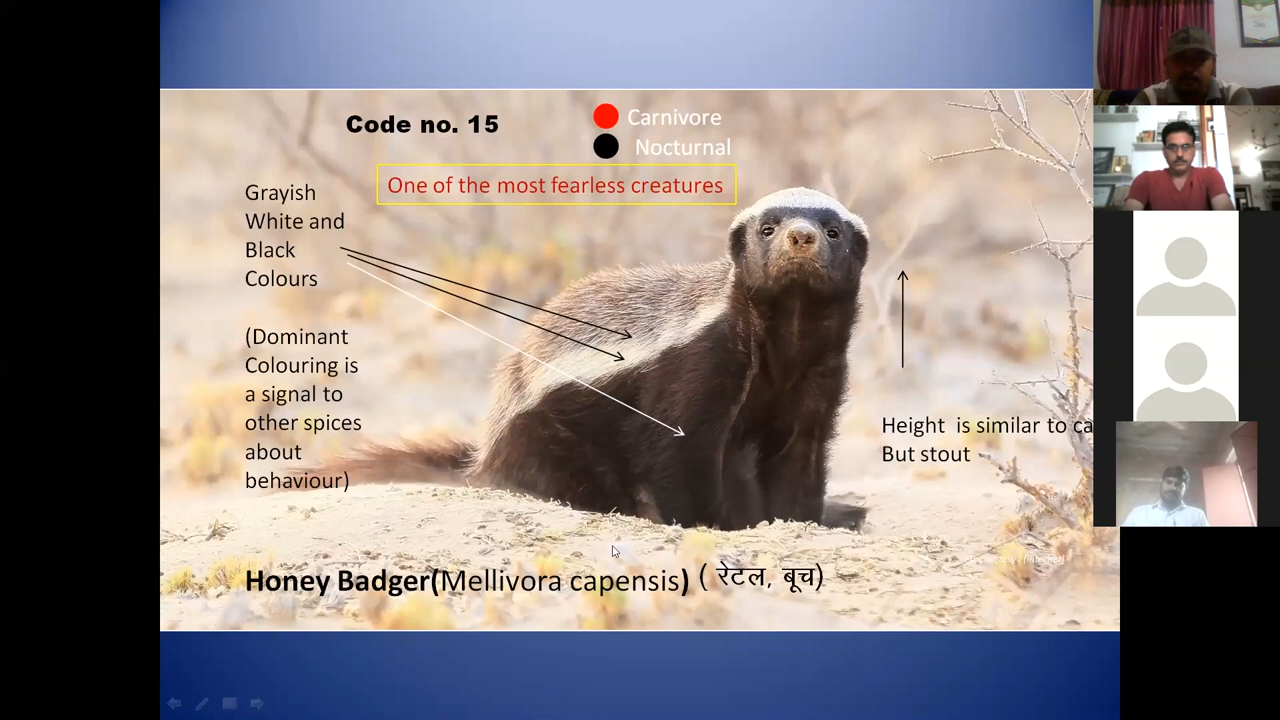 Code no. 15
Carnivore
Nocturnal
One of the most fearless creatures
Grayish
White and
Black
Colours
(Dominant
Colouring is
a signal to
other spices
about
behaviour)
Height is similar to ca
But stout
Honey Badger(Mellivora capensis) ( रेटल, बूच)